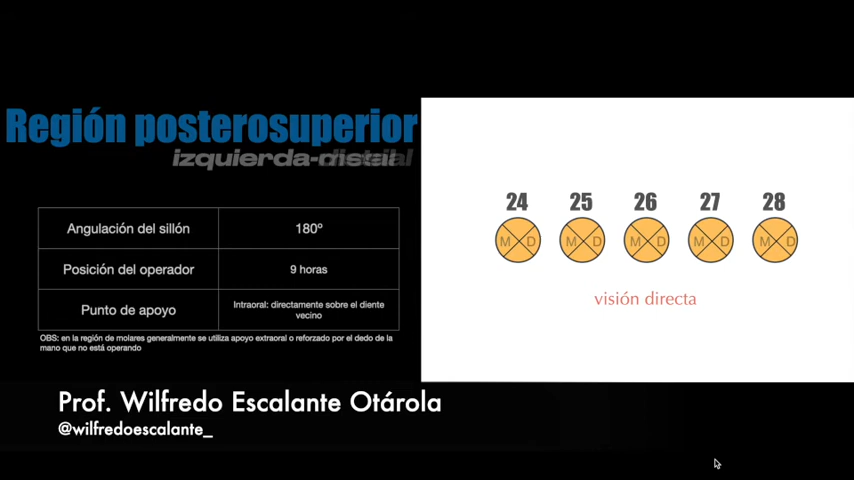 Región posterosuperior
izquierda-distal
Angulación del sillón 180º
Posición del operador 9 horas
Punto de apoyo Intraoral: directamente sobre el diente
vecino
OBS: en la región de molares generalmente se utiliza apoyo extraoral o reforzado por el dedo de la
mano que no está operando
24 25 26 27 28
M D M D M D M D M D
visión directa
Prof. Wilfredo Escalante Otárola
@wilfredoescalante_